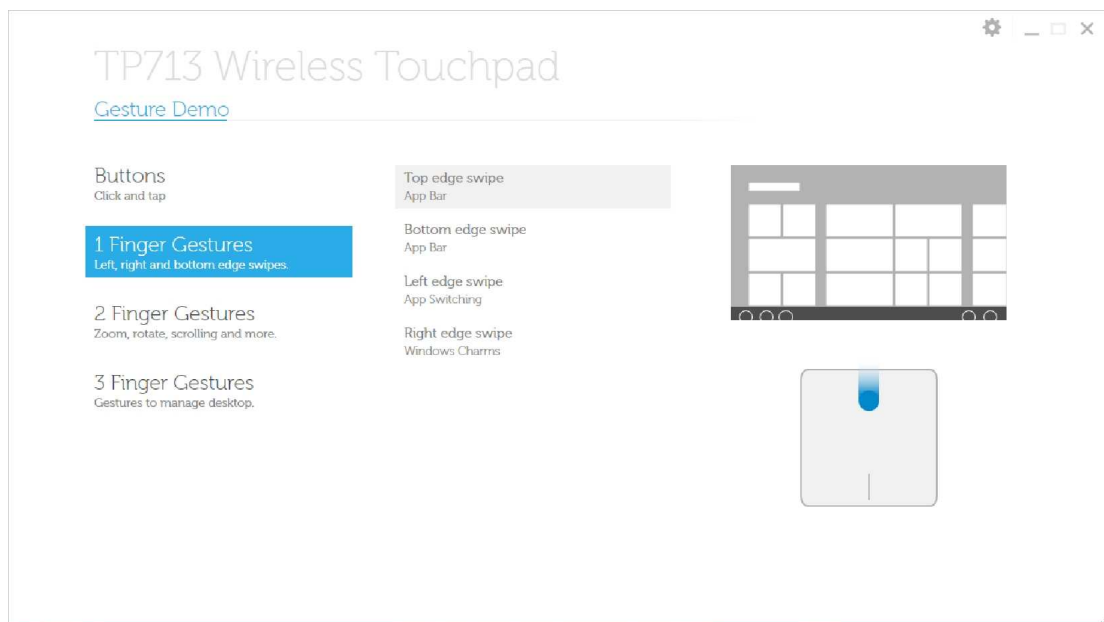 TP713 Wireless Touchpad
Gesture Demo
Buttons
Click and tap
1 Finger Gestures
Left, right and bottom edge swipes.
2 Finger Gestures
Zoom, rotate, scrolling and more.
3 Finger Gestures
Gestures to manage desktop.
Top edge swipe
App Bar
Bottom edge swipe
App Bar
Left edge swipe
App Switching
Right edge swipe
Windows Charms